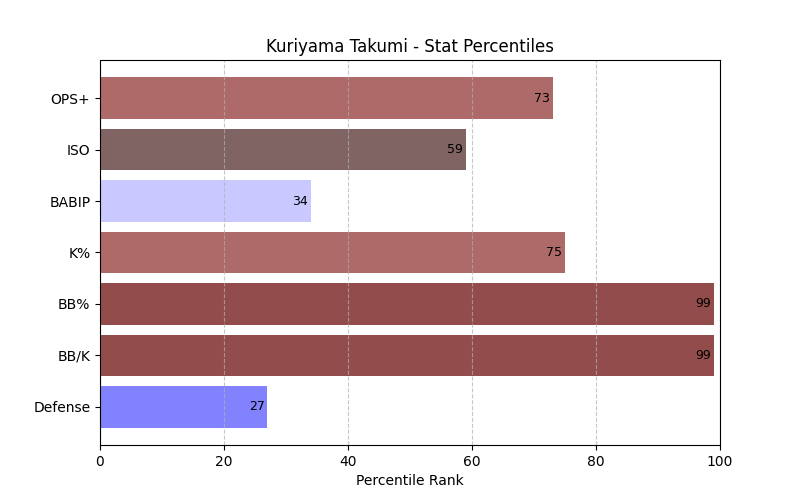 Kuriyama Takumi - Stat Percentiles
OPS+ 73
ISO 59
BABIP 34
K% 75
BB% 99
BB/K 99
Defense 27
0 20 40 60 80 100
Percentile Rank